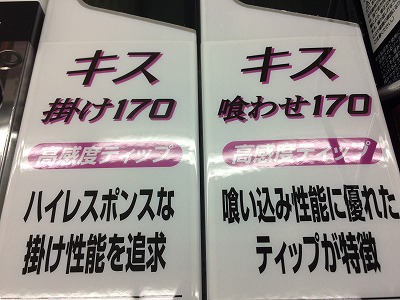 キス
掛け170
高感度ティップ
ハイレスポンスな
掛け性能を追求
キス
喰わせ170
高感度ティップ
喰い込み性能に優れた
ティップが特徴